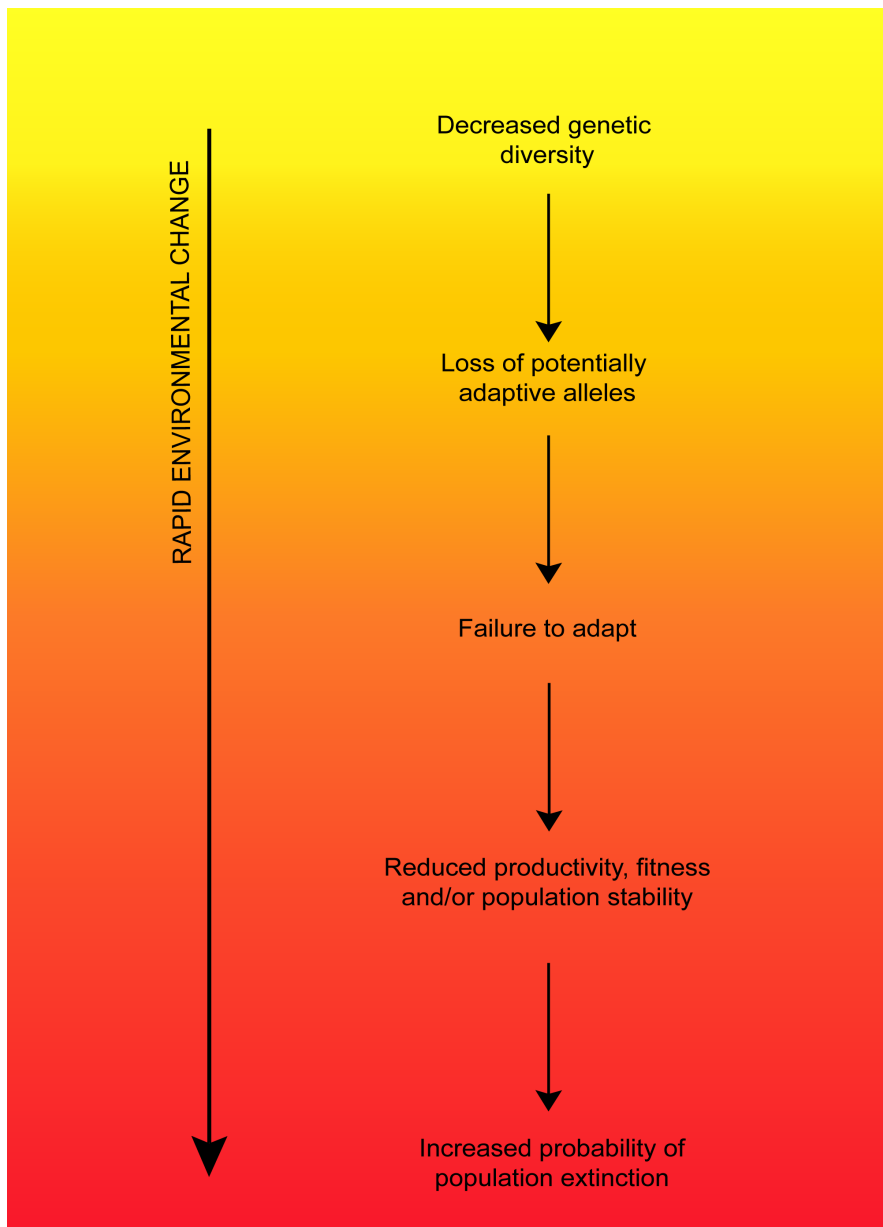 RAPID ENVIRONMENTAL CHANGE
Decreased genetic
diversity
Loss of potentially
adaptive alleles
Failure to adapt
Reduced productivity, fitness
and/or population stability
Increased probability of
population extinction